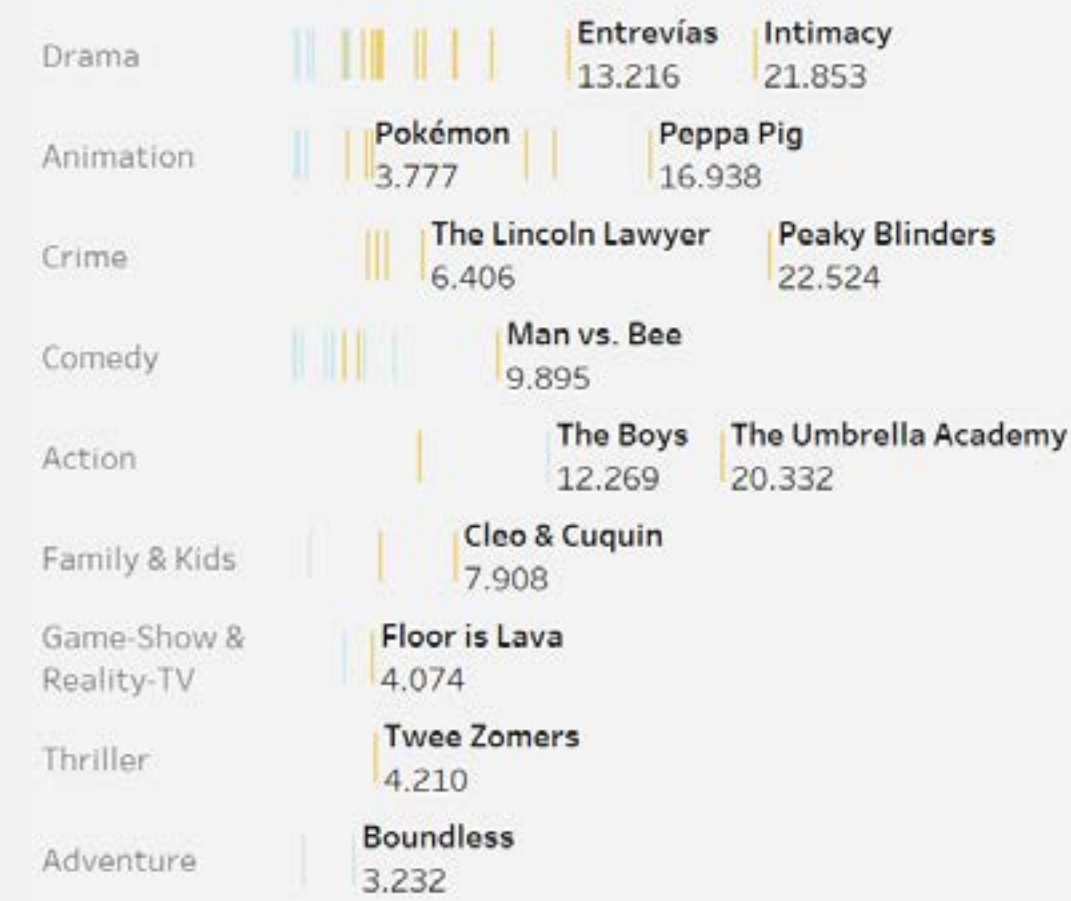 Drama
Entrevías
13.216
Intimacy
21.853
Animation
Pokémon
3.777
Peppa Pig
16.938
Crime
The Lincoln Lawyer
6.406
Peaky Blinders
22.524
Comedy
Man vs. Bee
9.895
Action
The Boys
12.269
The Umbrella Academy
20.332
Family & Kids
Cleo & Cuquin
7.908
Game-Show &
Reality-TV
Floor is Lava
4.074
Thriller
Twee Zomers
4.210
Adventure
Boundless
3.232